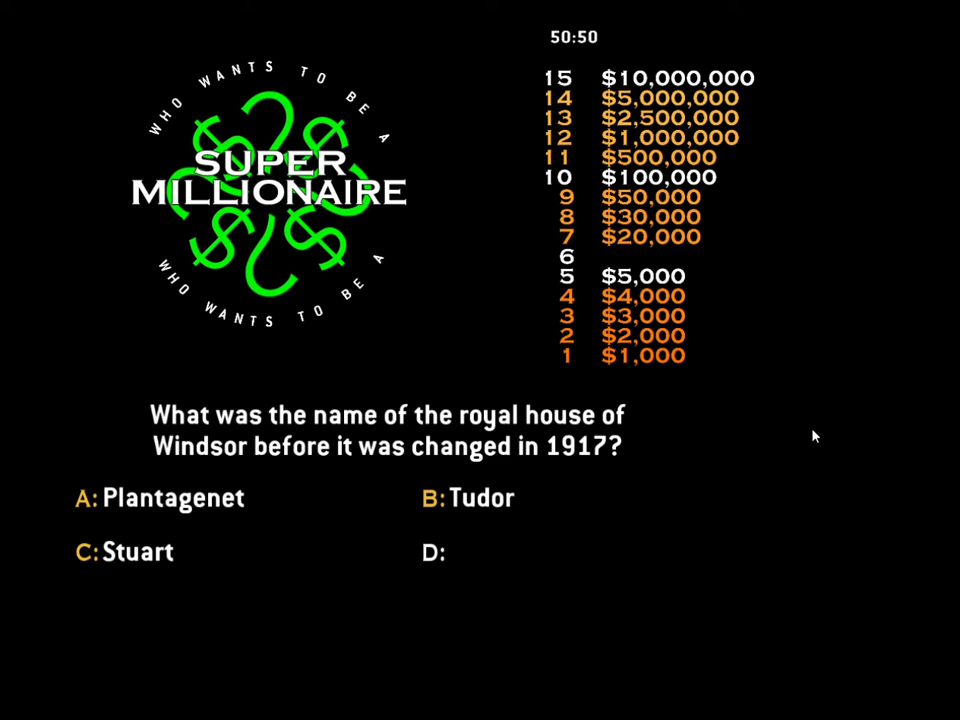 50:50
WHO WANTS TO BE A
SUPER
MILLIONAIRE
WHO WANTS TO BE A
15 $10,000,000
14 $5,000,000
13 $2,500,000
12 $1,000,000
11 $500,000
10 $100,000
9 $50,000
8 $30,000
7 $20,000
6
5 $5,000
4 $4,000
3 $3,000
2 $2,000
1 $1,000
What was the name of the royal house of
Windsor before it was changed in 1917?
A: Plantagenet B: Tudor
C: Stuart D: